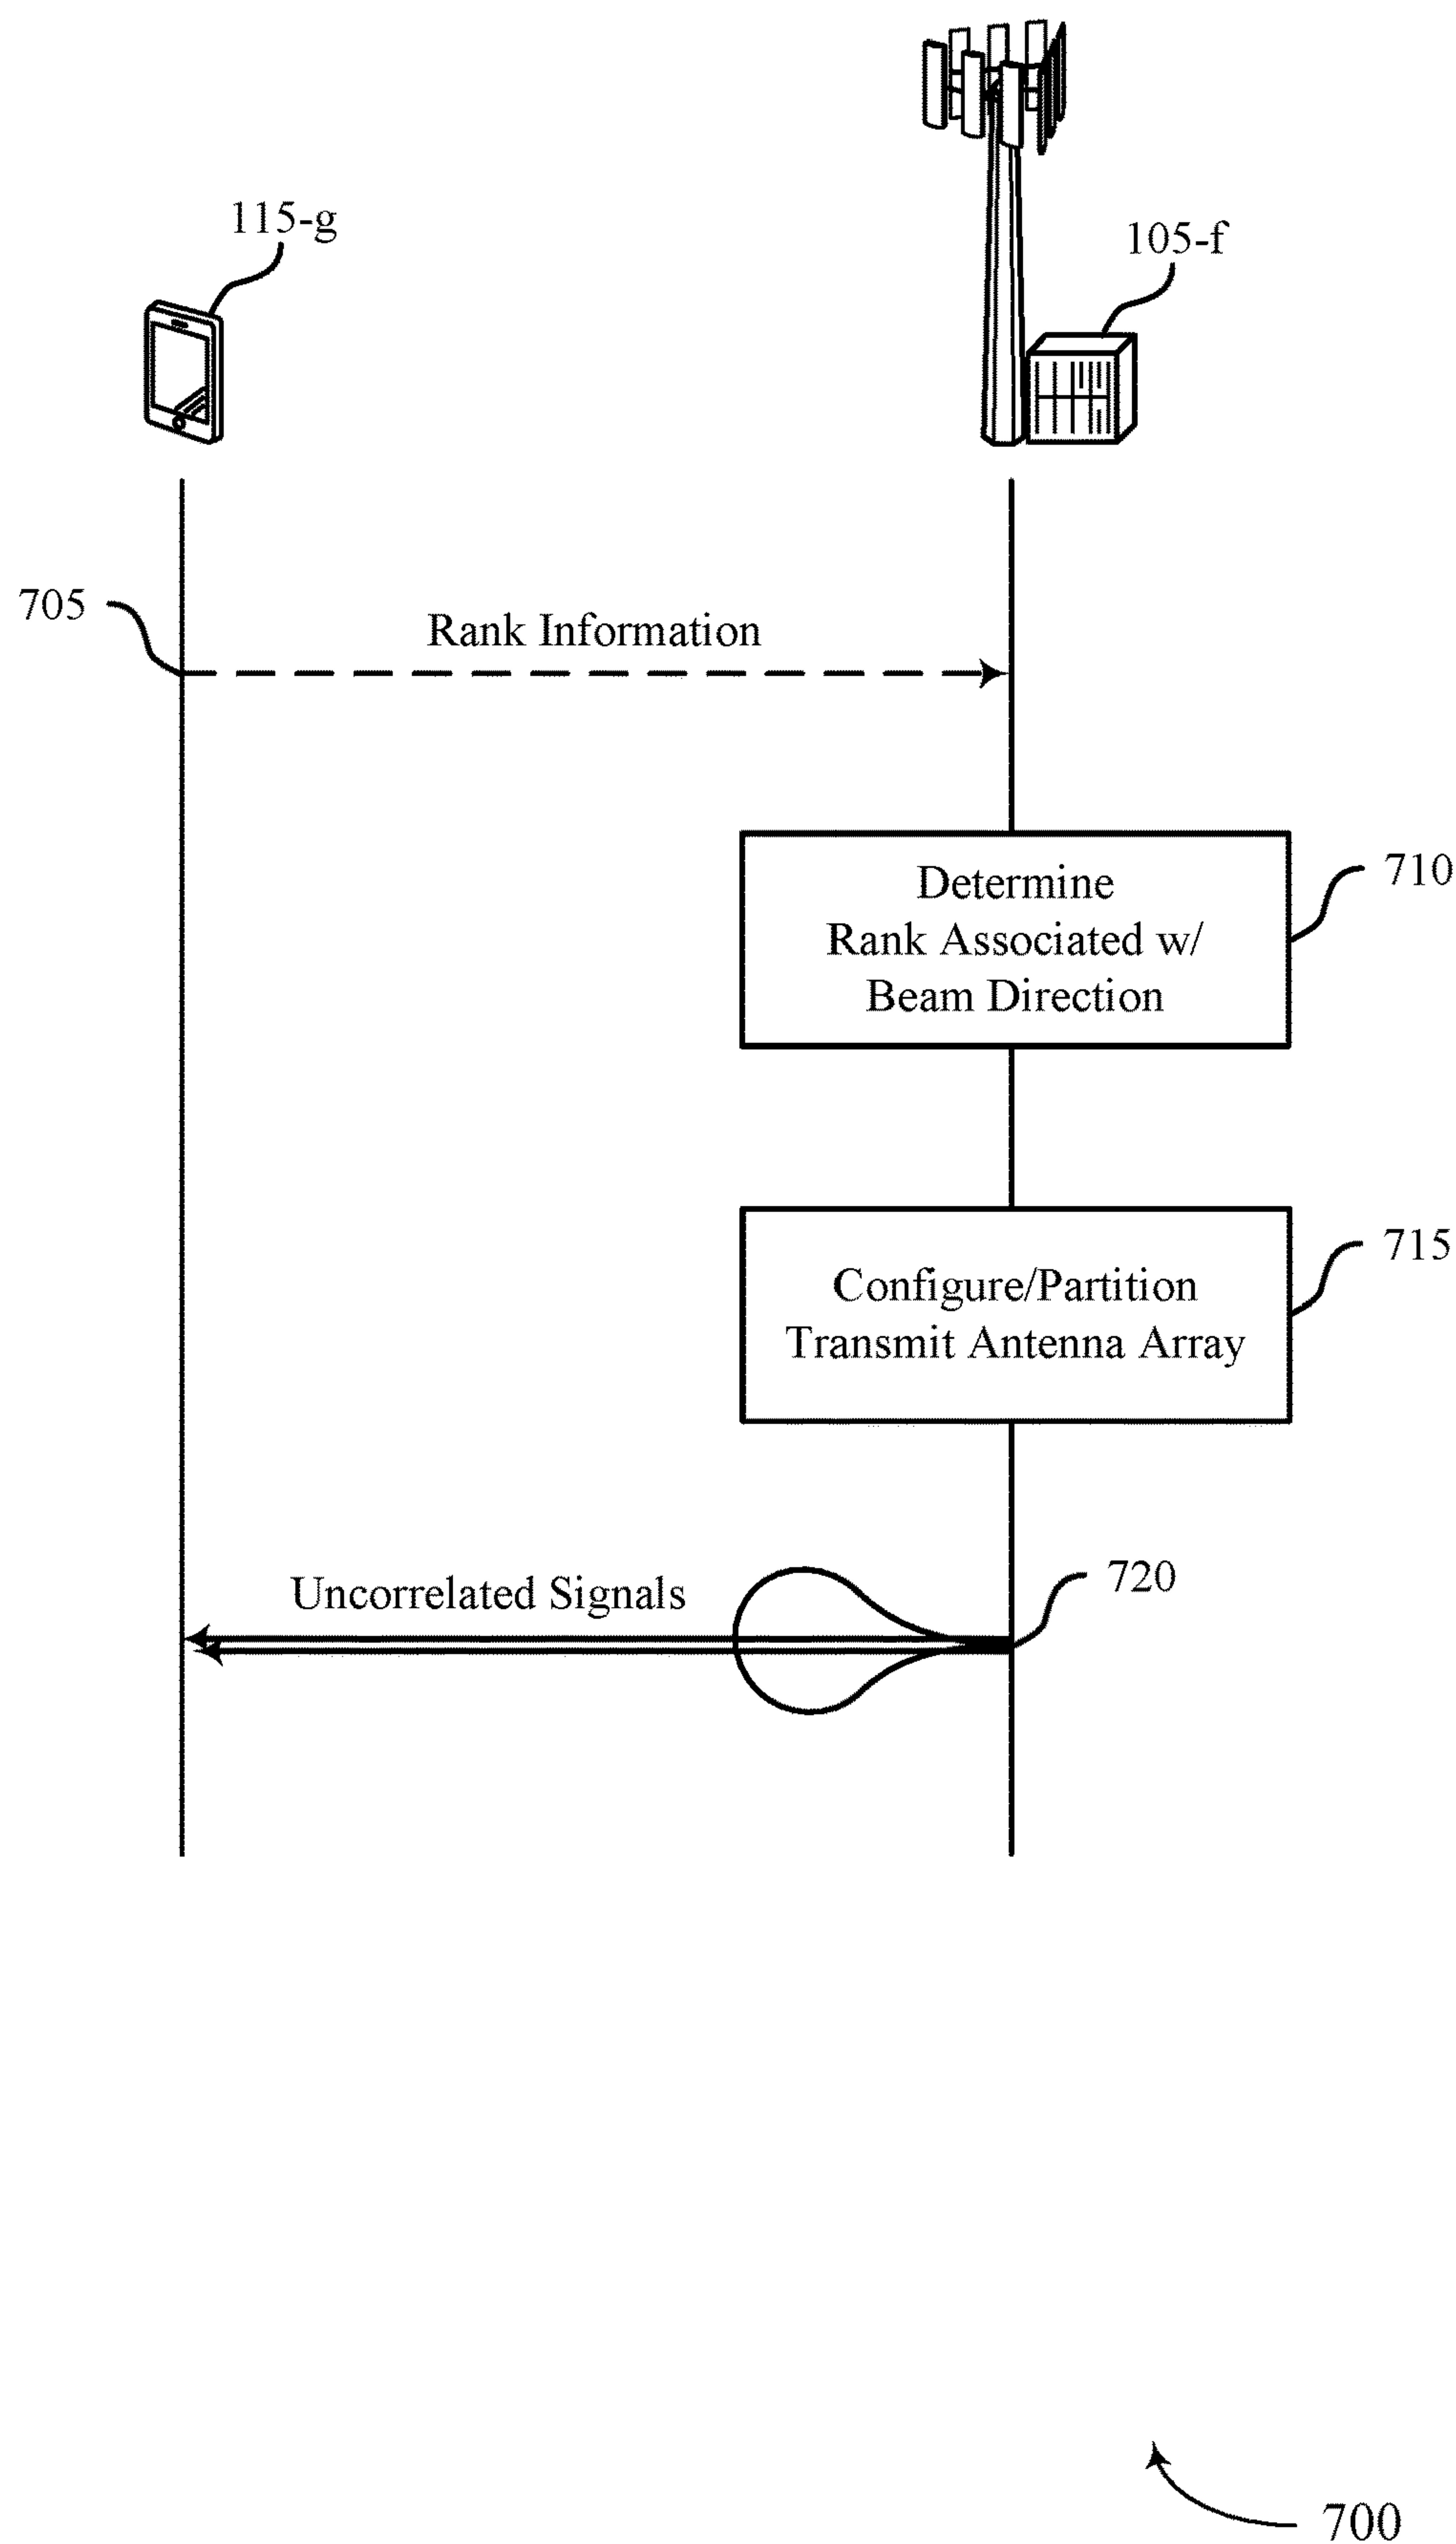 115-g
105-f
705
Rank Information
710
Determine
Rank Associated w/
Beam Direction
715
Configure/Partition
Transmit Antenna Array
720
Uncorrelated Signals
700